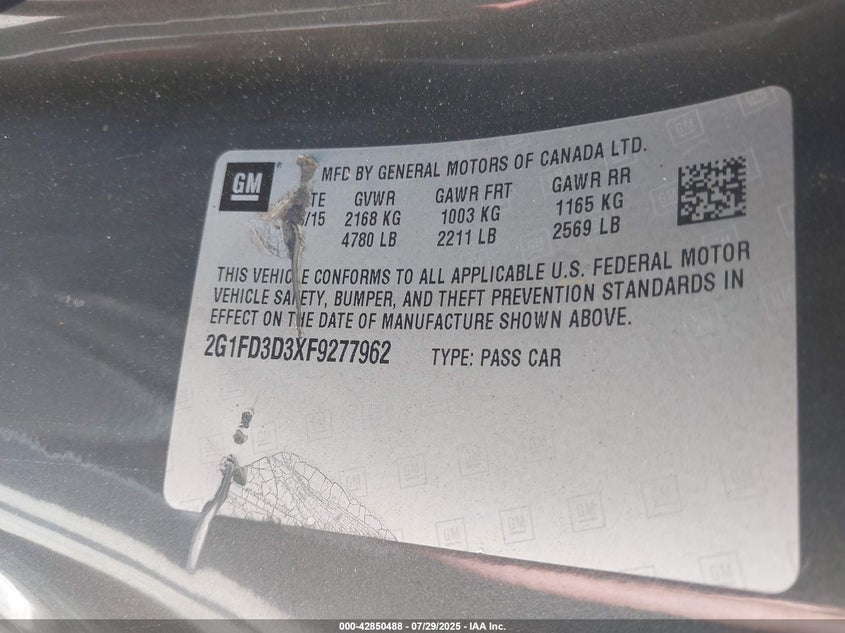 GM
MFD BY GENERAL MOTORS OF CANADA LTD.
GVWR GAWR FRT GAWR RR
/15 2168 KG 1003 KG 1165 KG
4780 LB 2211 LB 2569 LB
THIS VEHICLE CONFORMS TO ALL APPLICABLE U.S. FEDERAL MOTOR
VEHICLE SAFETY, BUMPER, AND THEFT PREVENTION STANDARDS IN
EFFECT ON THE DATE OF MANUFACTURE SHOWN ABOVE.
2G1FD3D3XF9277962 TYPE: PASS CAR
000-42850488 - 07/29/2025 - IAA Inc.